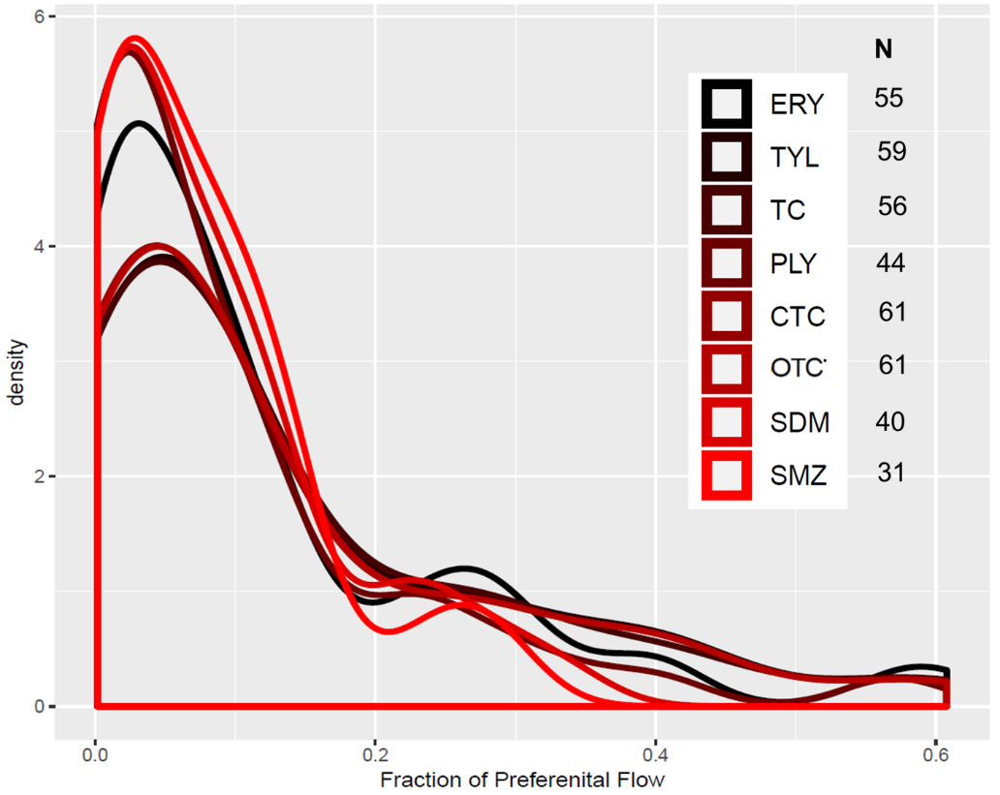 6
N
ERY 55
TYL 59
TC 56
4
PLY 44
CTC 61
density
OTC 61
SDM 40
2
SMZ 31
0
0.0 0.2 0.4 0.6
Fraction of Preferenital Flow